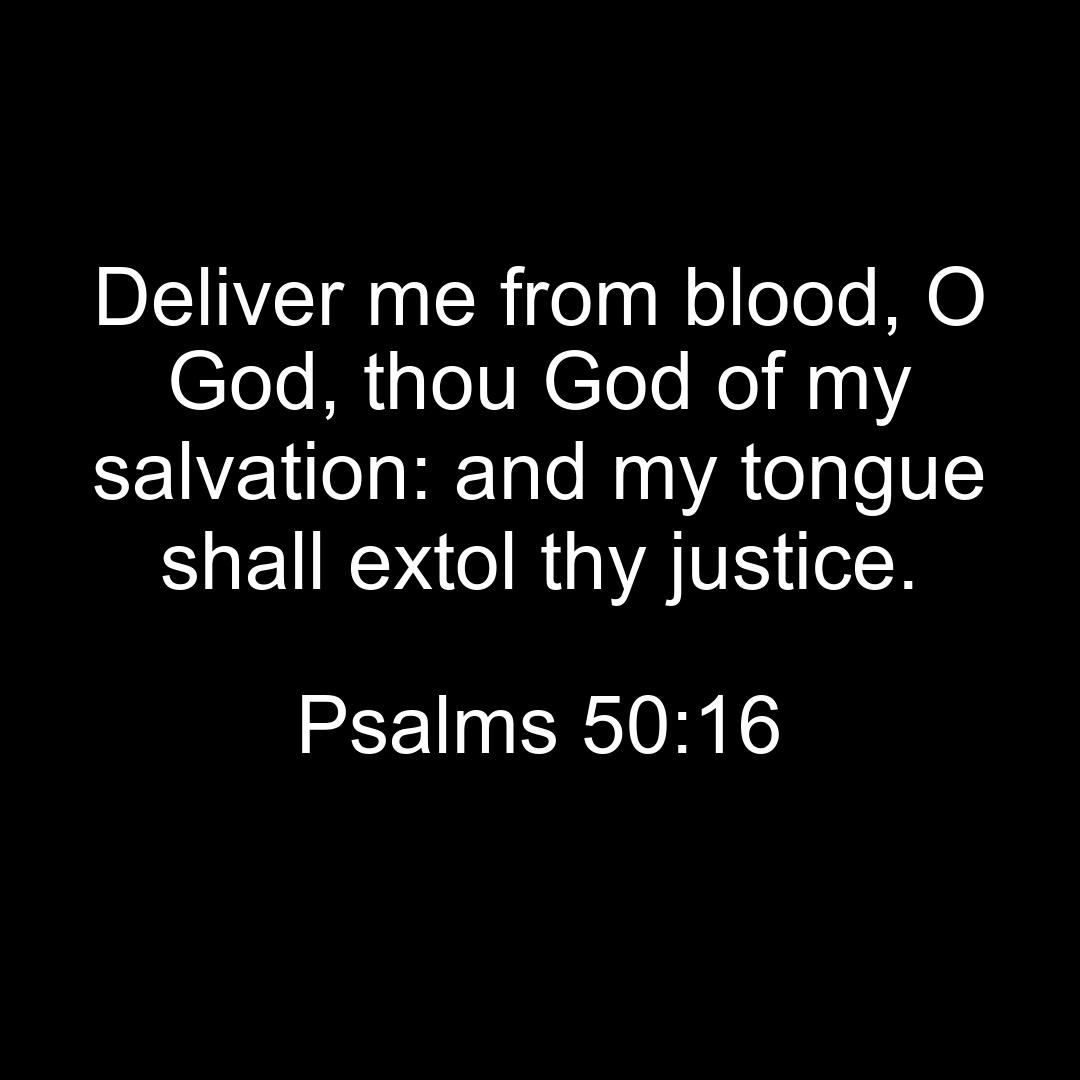 Deliver me from blood, O
God, thou God of my
salvation: and my tongue
shall extol thy justice.
Psalms 50:16